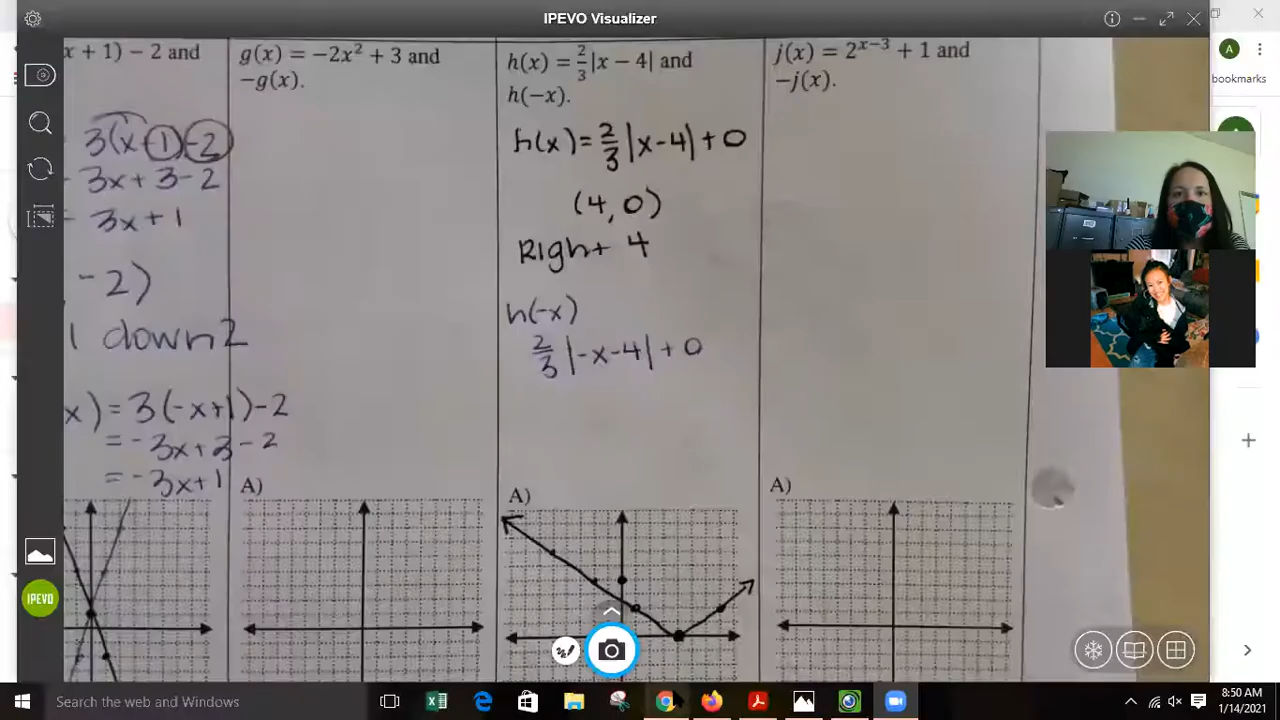 IPEVO Visualizer
x + 1) − 2 and
3(x+1)-2
- 3x+3-2
- 3x+1
-2)
1 down 2
x) = 3(-x+1)-2
= -3x+3-2
= -3x+1
g(x) = −2x² + 3 and
−g(x).
A)
h(x) = 2/3|x − 4| and
h(−x).
h(x) = 2/3|x-4|+0
(4,0)
Right 4
h(-x)
2/3|-x-4|+0
A)
j(x) = 2^(x−3) + 1 and
−j(x).
A)
A
ookmarks
IPEVO
Search the web and Windows
8:50 AM
1/14/2021